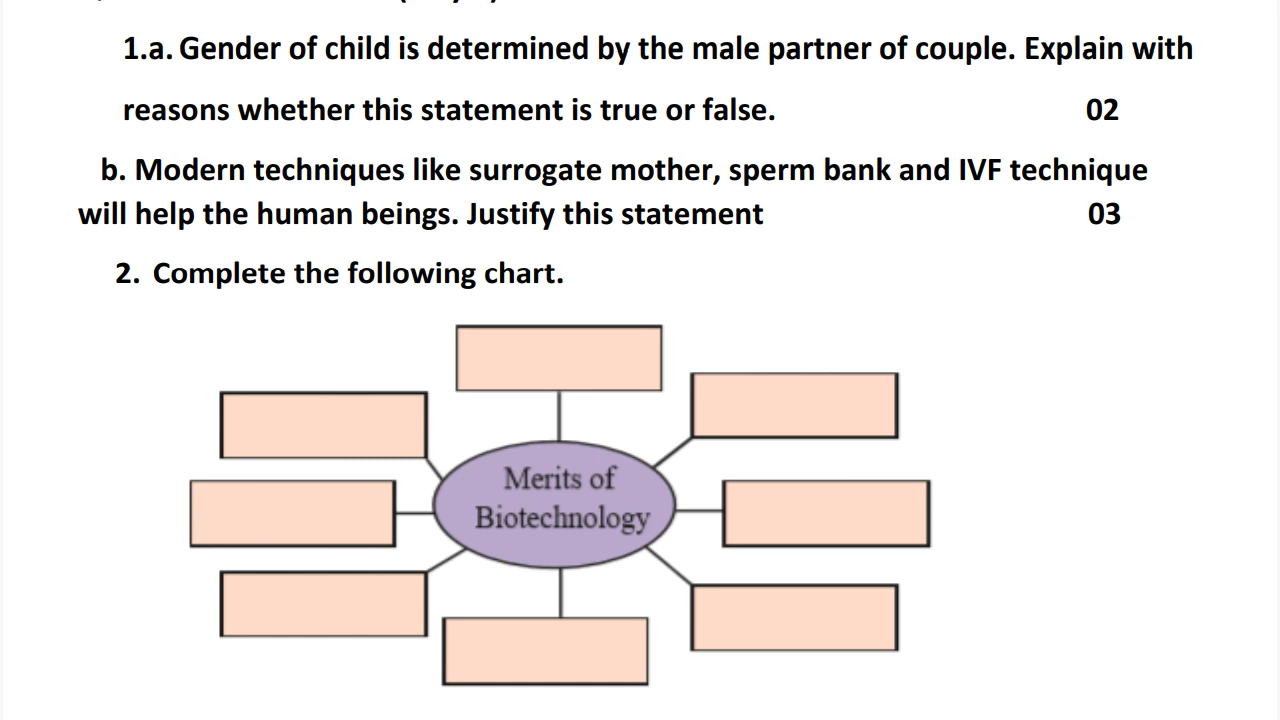 1.a. Gender of child is determined by the male partner of couple. Explain with
reasons whether this statement is true or false. 02
b. Modern techniques like surrogate mother, sperm bank and IVF technique
will help the human beings. Justify this statement 03
2. Complete the following chart.
Merits of
Biotechnology